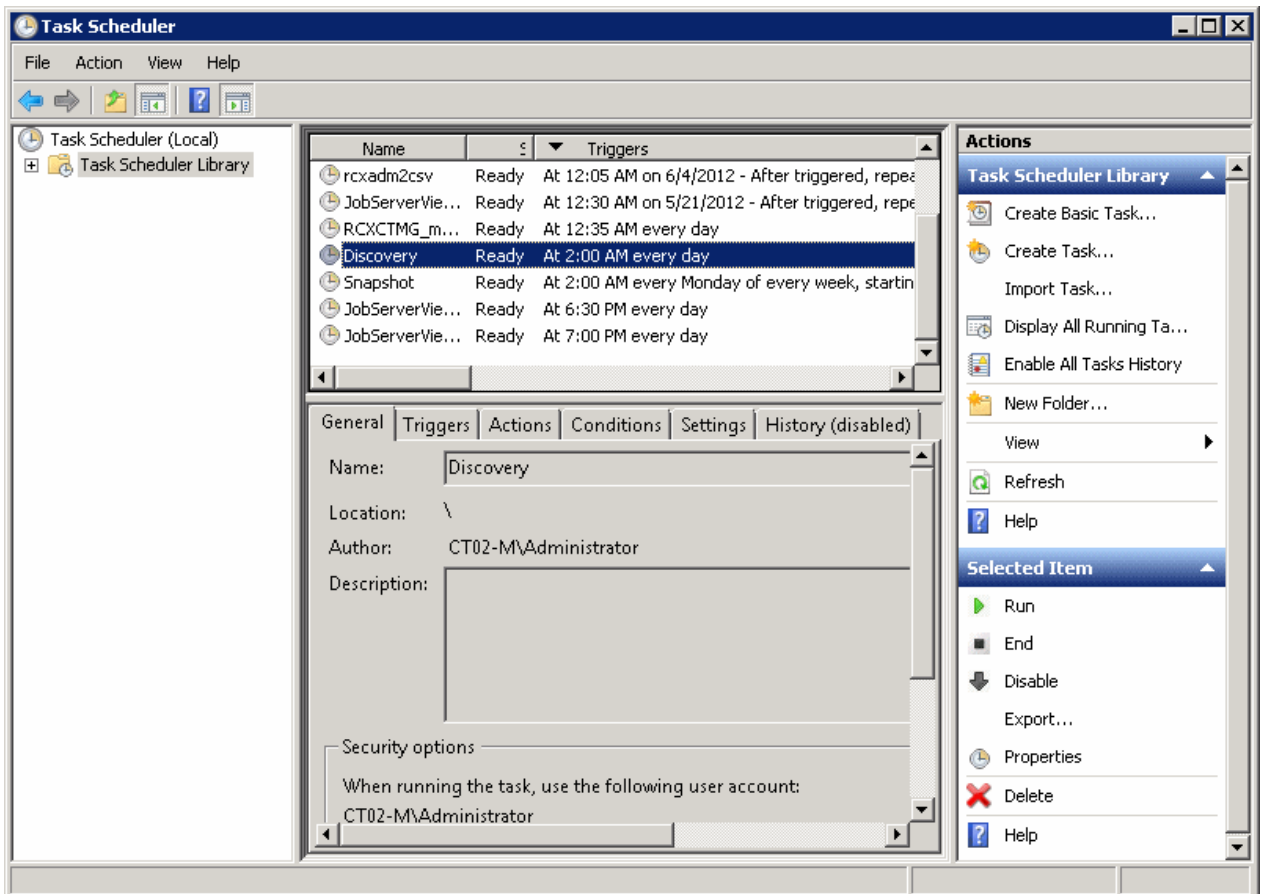 Task Scheduler
File Action View Help
Task Scheduler (Local)
Task Scheduler Library
Name S Triggers
rcxadm2csv Ready At 12:05 AM on 6/4/2012 - After triggered, repea
JobServerVie... Ready At 12:30 AM on 5/21/2012 - After triggered, repe
RCXCTMG_m... Ready At 12:35 AM every day
Discovery Ready At 2:00 AM every day
Snapshot Ready At 2:00 AM every Monday of every week, startin
JobServerVie... Ready At 6:30 PM every day
JobServerVie... Ready At 7:00 PM every day
General Triggers Actions Conditions Settings History (disabled)
Name: Discovery
Location: \
Author: CT02-M\Administrator
Description:
Security options
When running the task, use the following user account:
CT02-M\Administrator
Actions
Task Scheduler Library
Create Basic Task...
Create Task...
Import Task...
Display All Running Ta...
Enable All Tasks History
New Folder...
View
Refresh
Help
Selected Item
Run
End
Disable
Export...
Properties
Delete
Help